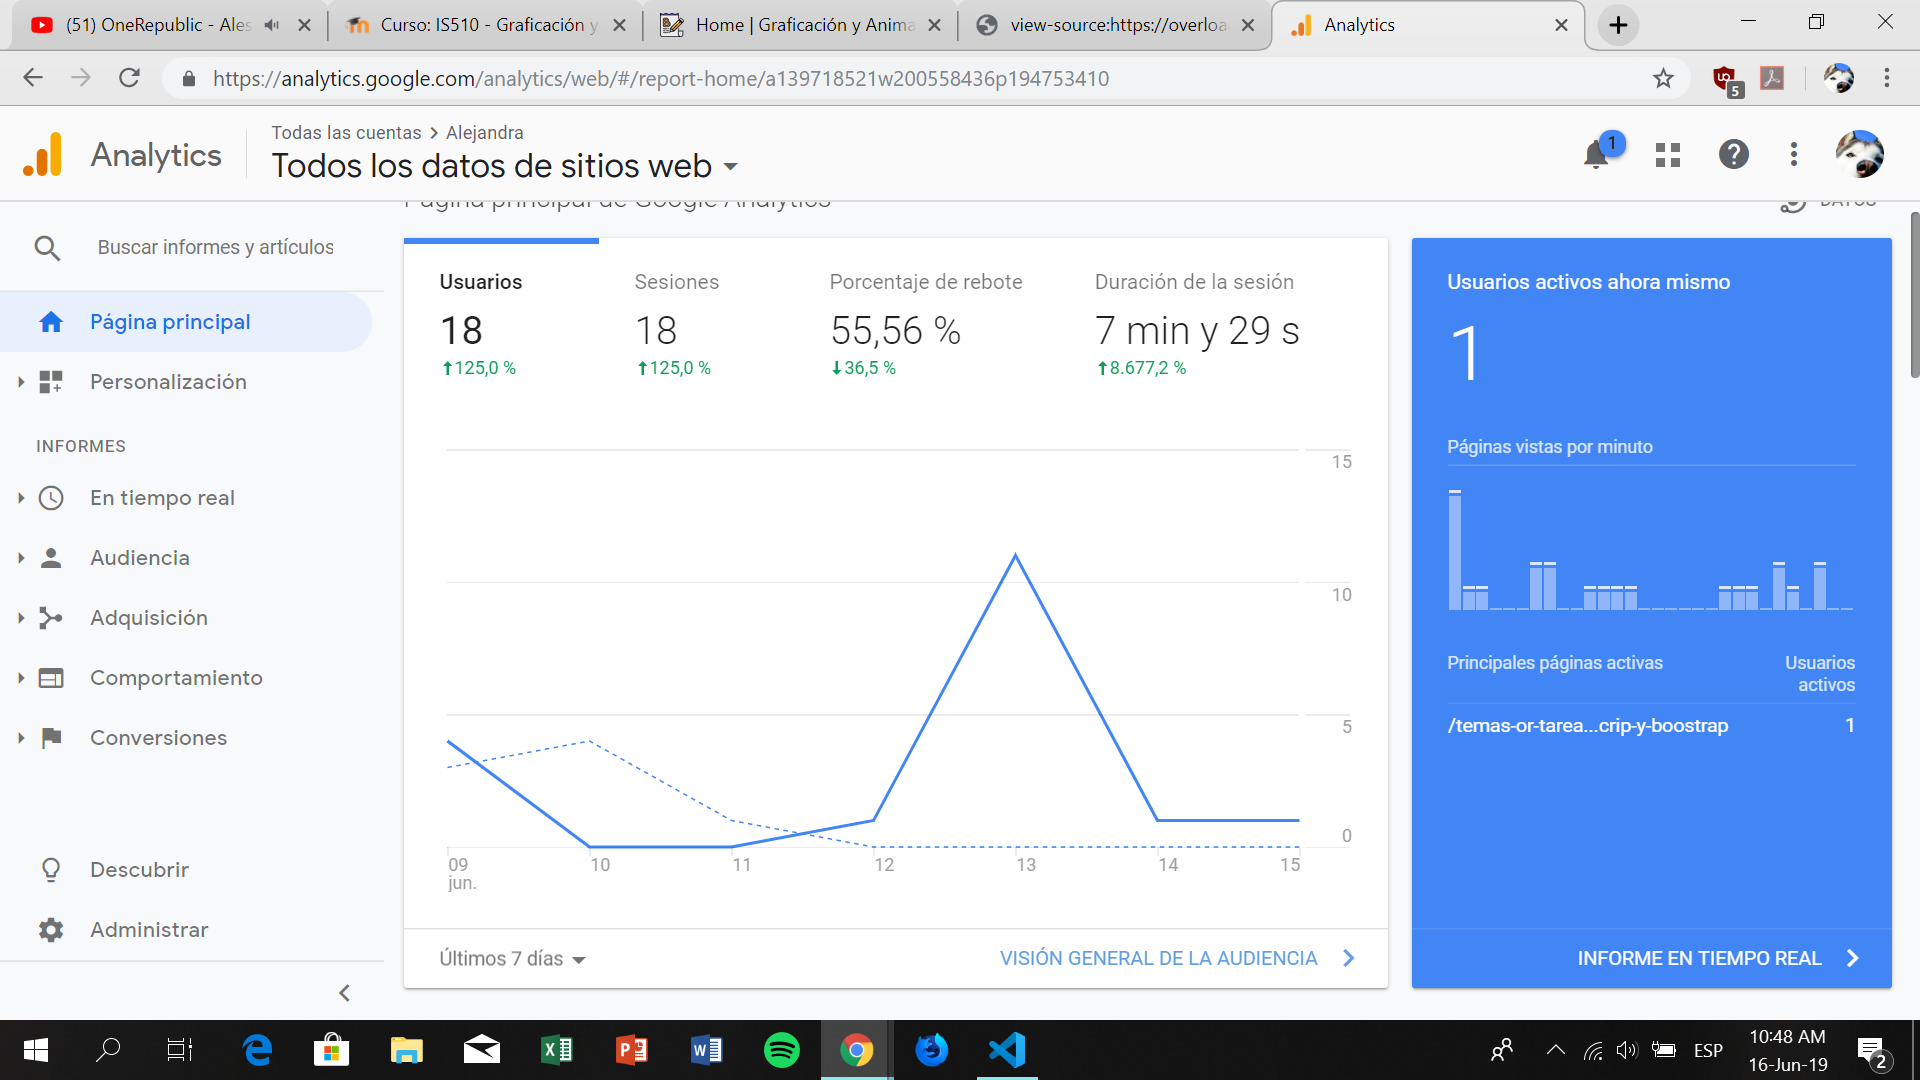 (51) OneRepublic - Ales
Curso: IS510 - Graficación y
Home | Graficación y Anima
view-source:https://overloa
Analytics
https://analytics.google.com/analytics/web/#/report-home/a139718521w200558436p194753410
5
Analytics
Todas las cuentas > Alejandra
Todos los datos de sitios web
1
Página principal de Google Analytics
DATOS
Buscar informes y artículos
Página principal
Personalización
INFORMES
En tiempo real
Audiencia
Adquisición
Comportamiento
Conversiones
Descubrir
Administrar
Usuarios
18
125,0 %
Sesiones
18
125,0 %
Porcentaje de rebote
55,56 %
36,5 %
Duración de la sesión
7 min y 29 s
8.677,2 %
15
10
5
0
09 10 11 12 13 14 15
jun.
Últimos 7 días
VISIÓN GENERAL DE LA AUDIENCIA
Usuarios activos ahora mismo
1
Páginas vistas por minuto
Principales páginas activas
Usuarios
activos
/temas-or-tarea...crip-y-boostrap 1
INFORME EN TIEMPO REAL
ESP
10:48 AM
16-Jun-19
2